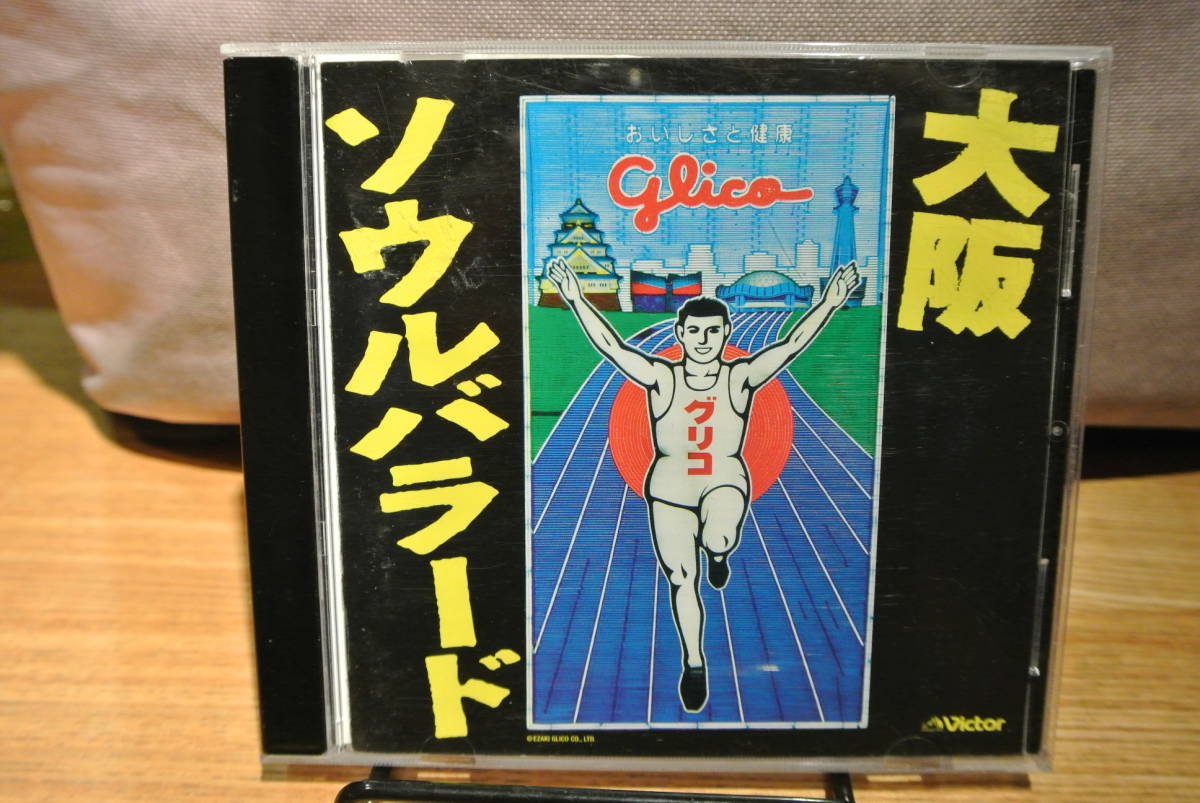 大阪
ソウルバラード
おいしさと健康
glico
グリコ
©EZAKI GLICO CO., LTD.
Victor